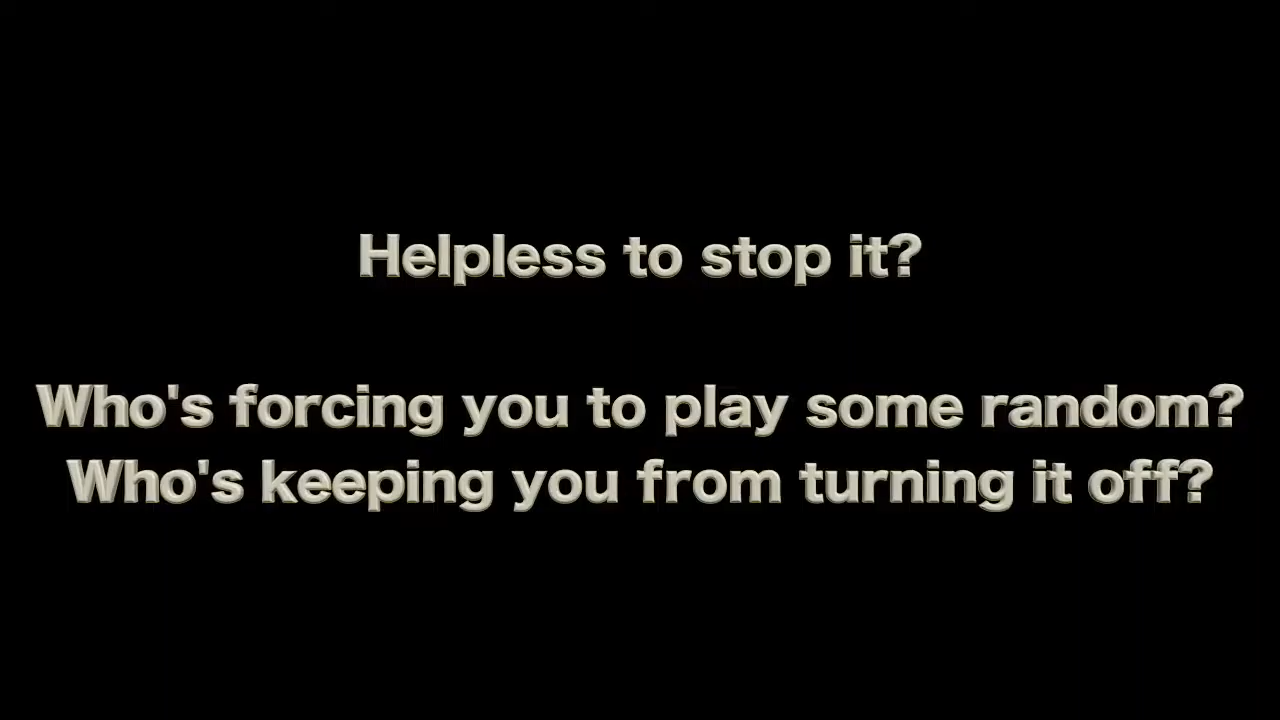 Helpless to stop it?
Who's forcing you to play some random?
Who's keeping you from turning it off?